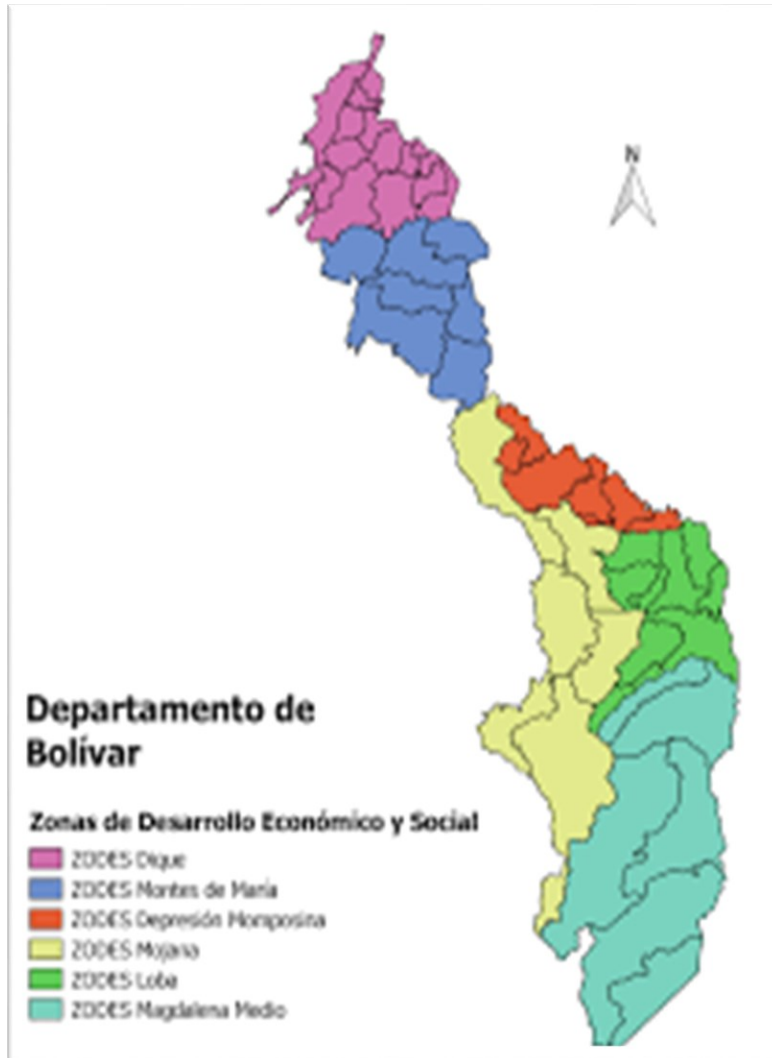 N
Departamento de
Bolívar
Zonas de Desarrollo Económico y Social
ZODES Dique
ZODES Montes de María
ZODES Depresión Momposina
ZODES Mojana
ZODES Loba
ZODES Magdalena Medio